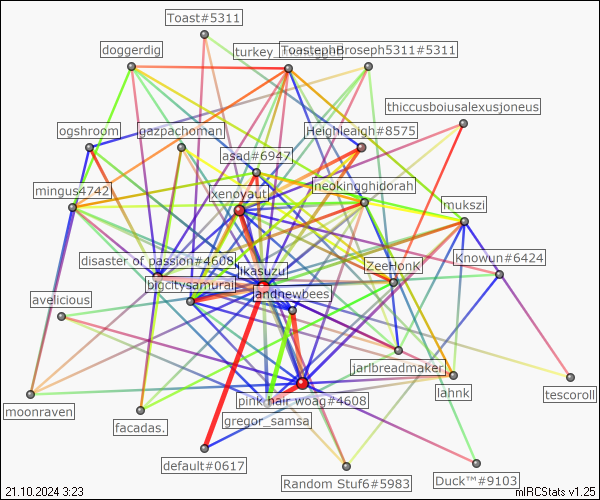 Toast#5311
doggerdig
turkey_
ToastephBroseph5311#5311
thiccusboiusalexusjoneus
ogshroom
gazpachoman
Heighleaigh#8575
asad#6947
mingus4742
xenoyaut
neokingghidorah
mukszi
disaster of passion#4608
likasuzu
ZeeHonK
Knowun#6424
bigcitysamurai
andnewbees
avelicious
jarlbreadmaker
lahnk
tescoroll
moonraven
pink hair woag#4608
facadas.
gregor_samsa
default#0617
Random Stuf6#5983
Duck™#9103
21.10.2024 3:23
mIRCStats v1.25